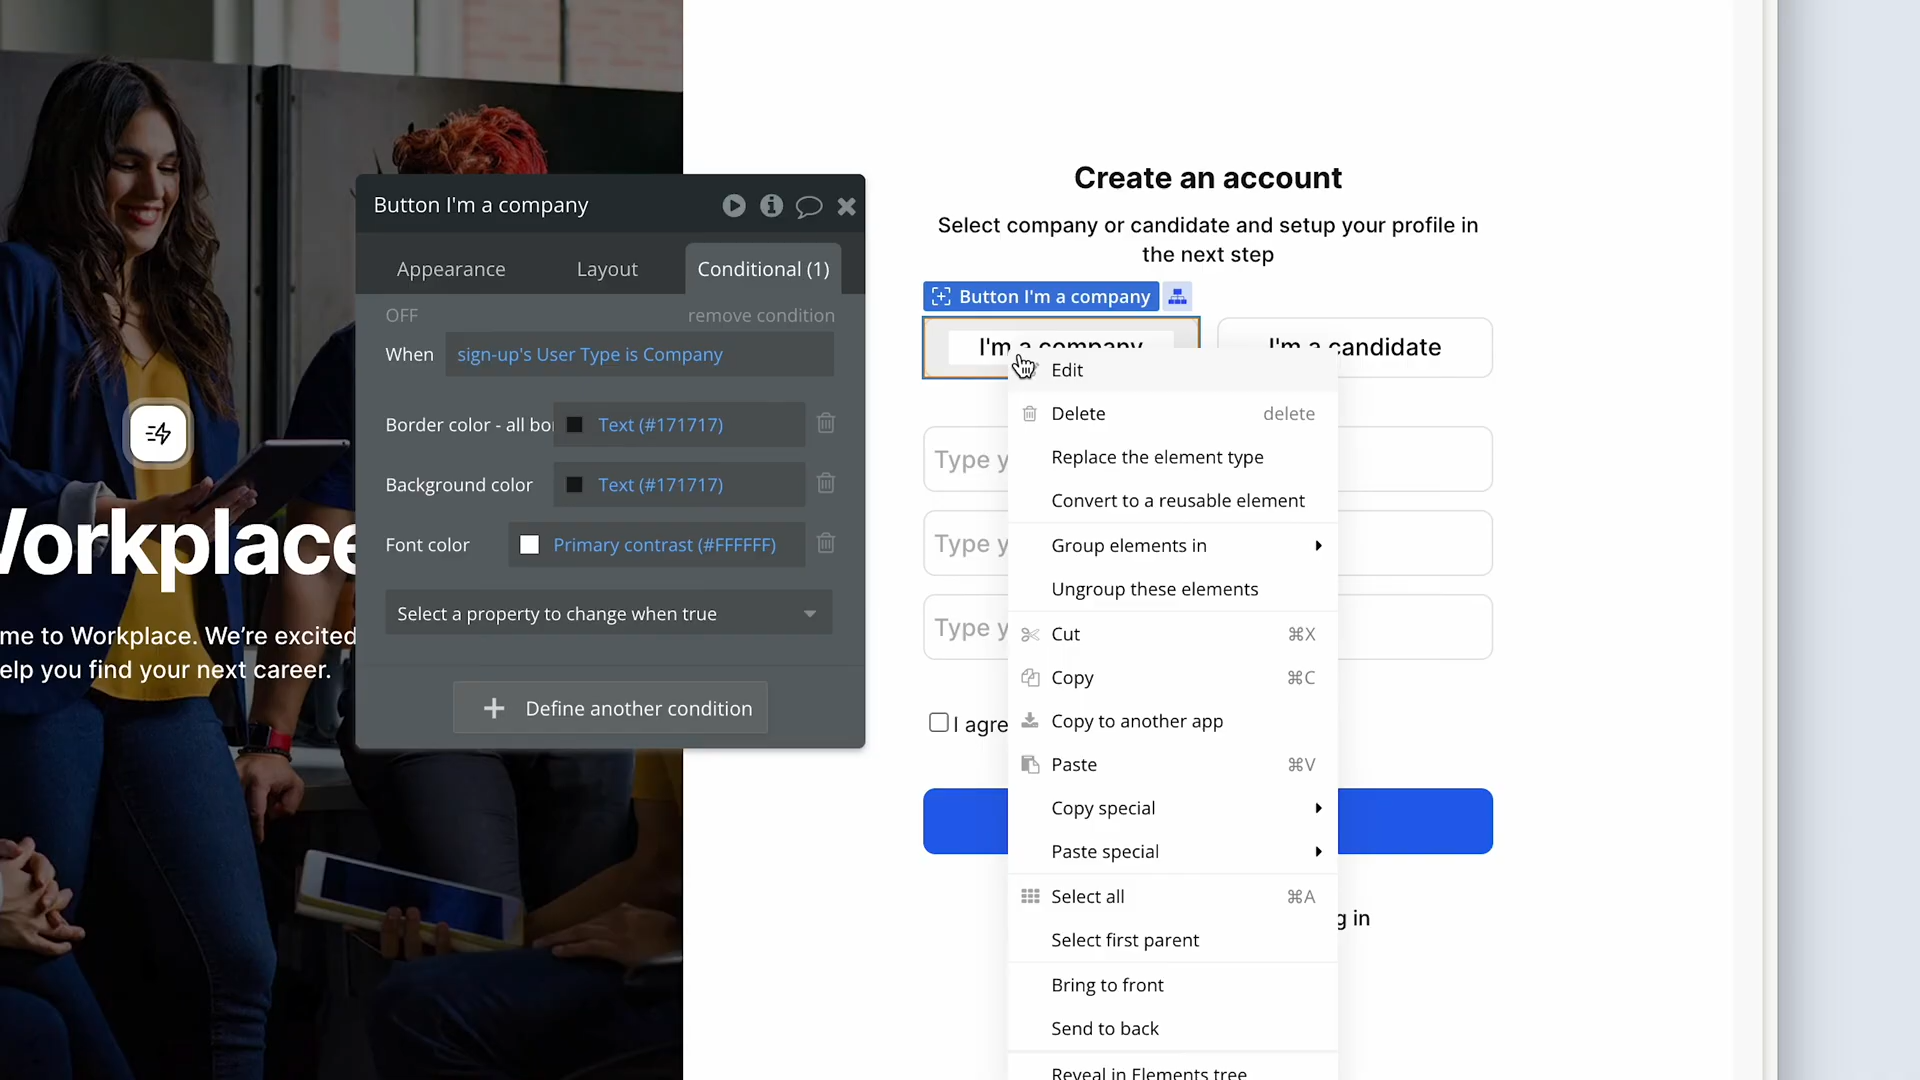 Create an account
Select company or candidate and setup your profile in
the next step
Button I'm a company
I'm a company
I'm a candidate
Button I'm a company
Appearance
Layout
Conditional (1)
OFF
remove condition
When
sign-up's User Type is Company
Border color - all bo
Text (#171717)
Background color
Text (#171717)
Font color
Primary contrast (#FFFFFF)
Select a property to change when true
Define another condition
Workplace
me to Workplace. We're excited
elp you find your next career.
Type y
Type y
Type y
I agre
g in
Edit
Delete
delete
Replace the element type
Convert to a reusable element
Group elements in
Ungroup these elements
Cut
⌘X
Copy
⌘C
Copy to another app
Paste
⌘V
Copy special
Paste special
Select all
⌘A
Select first parent
Bring to front
Send to back
Reveal in Elements tree